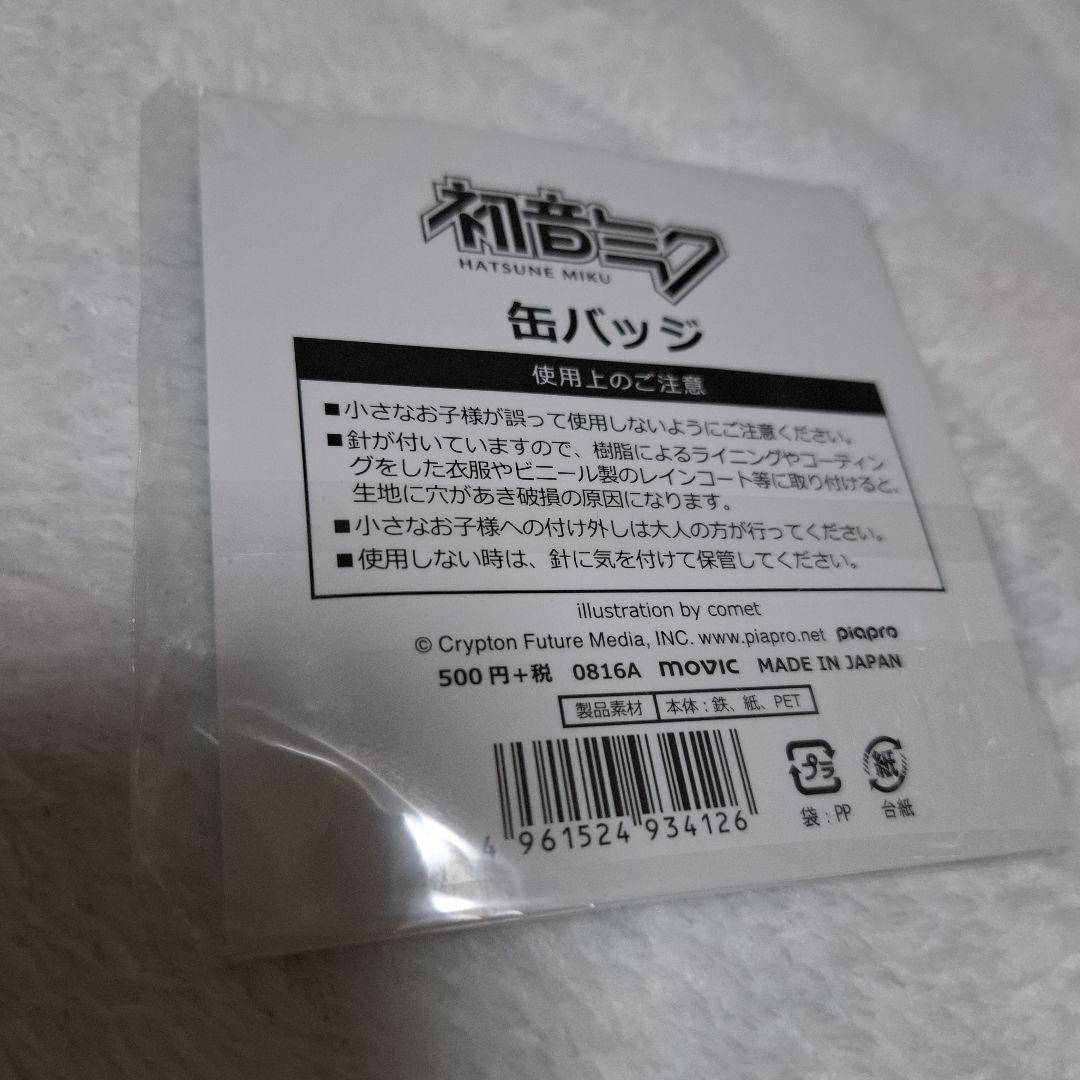 初音ミク
HATSUNE MIKU
缶バッジ
使用上のご注意
■小さなお子様が誤って使用しないようにご注意ください。
■針が付いていますので、樹脂によるライニングやコーティン
グをした衣服やビニール製のレインコート等に取り付けると、
生地に穴があき破損の原因になります。
■小さなお子様への付け外しは大人の方が行ってください。
■使用しない時は、針に気を付けて保管してください。
illustration by comet
© Crypton Future Media, INC. www.piapro.net piapro
500円+税 0816A movic MADE IN JAPAN
製品素材 本体:鉄、紙、PET
4 961524 934126
プラ 紙
袋:PP 台紙